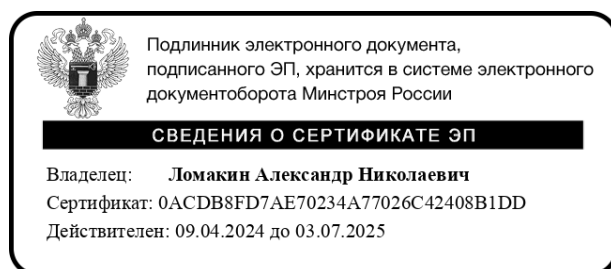 Подлинник электронного документа,
подписанного ЭП, хранится в системе электронного
документоборота Минстроя России
СВЕДЕНИЯ О СЕРТИФИКАТЕ ЭП
Владелец: Ломакин Александр Николаевич
Сертификат: 0ACDB8FD7AE70234A77026C42408B1DD
Действителен: 09.04.2024 до 03.07.2025